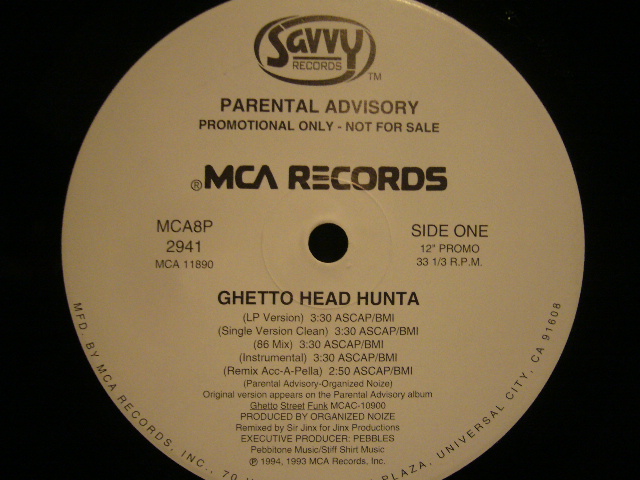 Savvy
RECORDS
TM
PARENTAL ADVISORY
PROMOTIONAL ONLY - NOT FOR SALE
®MCA RECORDS
MCA8P
2941
MCA 11890
SIDE ONE
12" PROMO
33 1/3 R.P.M.
GHETTO HEAD HUNTA
(LP Version) 3:30 ASCAP/BMI
(Single Version Clean) 3:30 ASCAP/BMI
(86 Mix) 3:30 ASCAP/BMI
(Instrumental) 3:30 ASCAP/BMI
(Remix Acc-A-Pella) 2:50 ASCAP/BMI
(Parental Advisory-Organized Noize)
Original version appears on the Parental Advisory album
Ghetto Street Funk MCAC-10900
PRODUCED BY ORGANIZED NOIZE
Remixed by Sir Jinx for Jinx Productions
EXECUTIVE PRODUCER: PEBBLES
Pebbitone Music/Stiff Shirt Music
℗ 1994, 1993 MCA Records, Inc.
MFD. BY MCA RECORDS, INC., 70 PLAZA, UNIVERSAL CITY, CA 91608